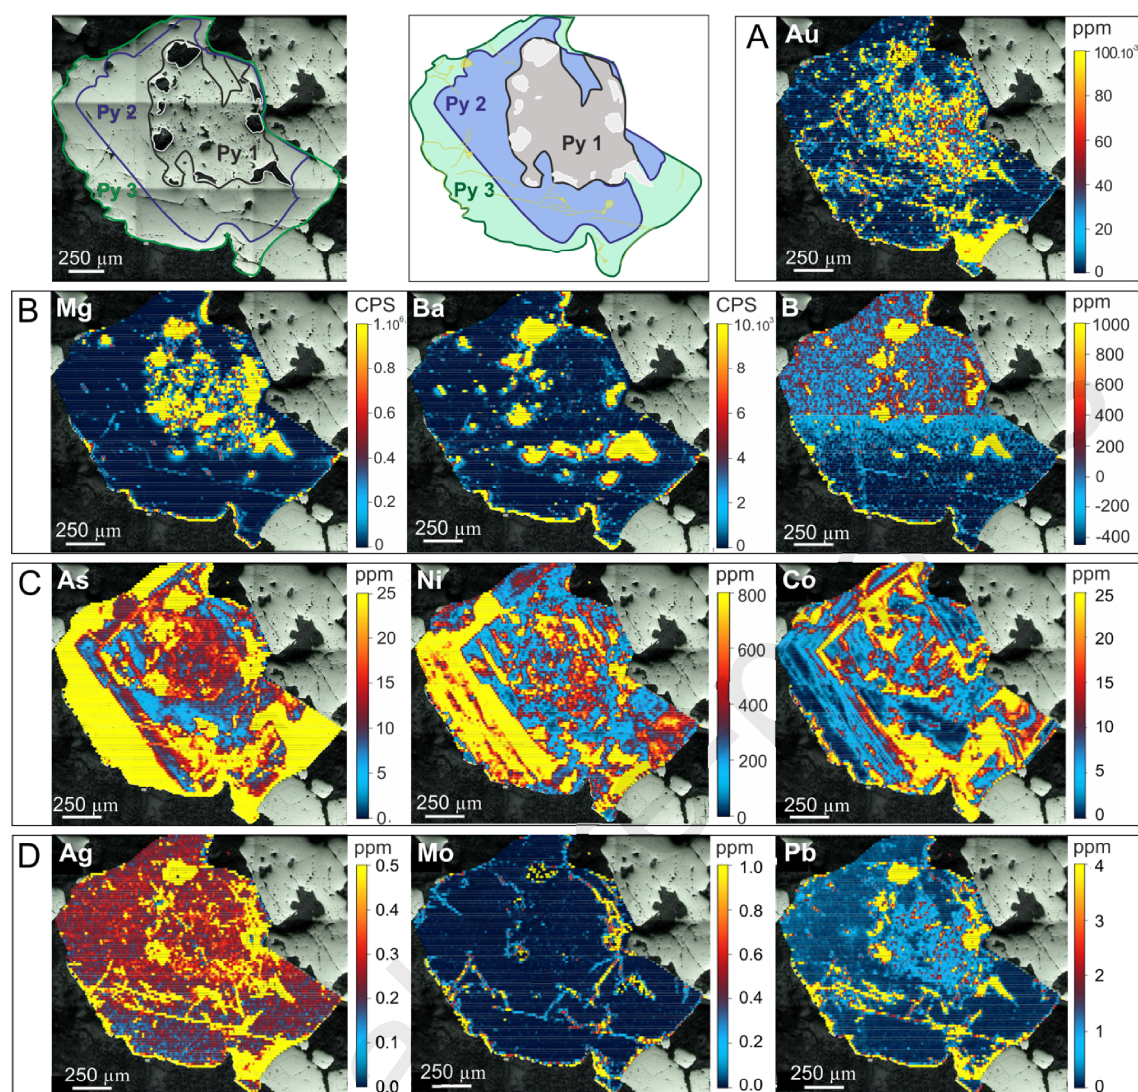 Py 2
Py 1
Py 3
250 µm
Py 2
Py 1
Py 3
250 µm
A
Au
ppm
100.10³
80
60
40
20
0
250 µm
B
Mg
CPS
1.10⁶
0.8
0.6
0.4
0.2
0
250 µm
Ba
CPS
10.10³
8
6
4
2
0
250 µm
B
ppm
1000
800
600
400
200
0
-200
-400
250 µm
C
As
ppm
25
20
15
10
5
0.
250 µm
Ni
ppm
800
600
400
200
0
250 µm
Co
ppm
25
20
15
10
5
0
250 µm
D
Ag
ppm
0.5
0.4
0.3
0.2
0.1
0.0
250 µm
Mo
ppm
1.0
0.8
0.6
0.4
0.2
0.0
250 µm
Pb
ppm
4
3
2
1
0
250 µm